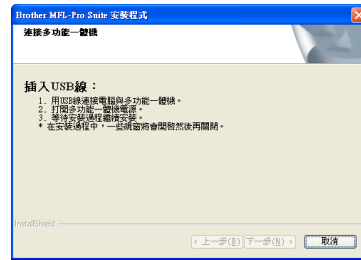 Brother MFL-Pro Suite 安裝程式
連接多功能一體機
插入USB線：
1. 用USB線連接電腦與多功能一體機。
2. 打開多功能一體機電源。
3. 等待安裝過程繼續安裝。
* 在安裝過程中，一些視窗將會開啓然後再關閉。
InstallShield
< 上一步(B) 下一步(N) > 取消